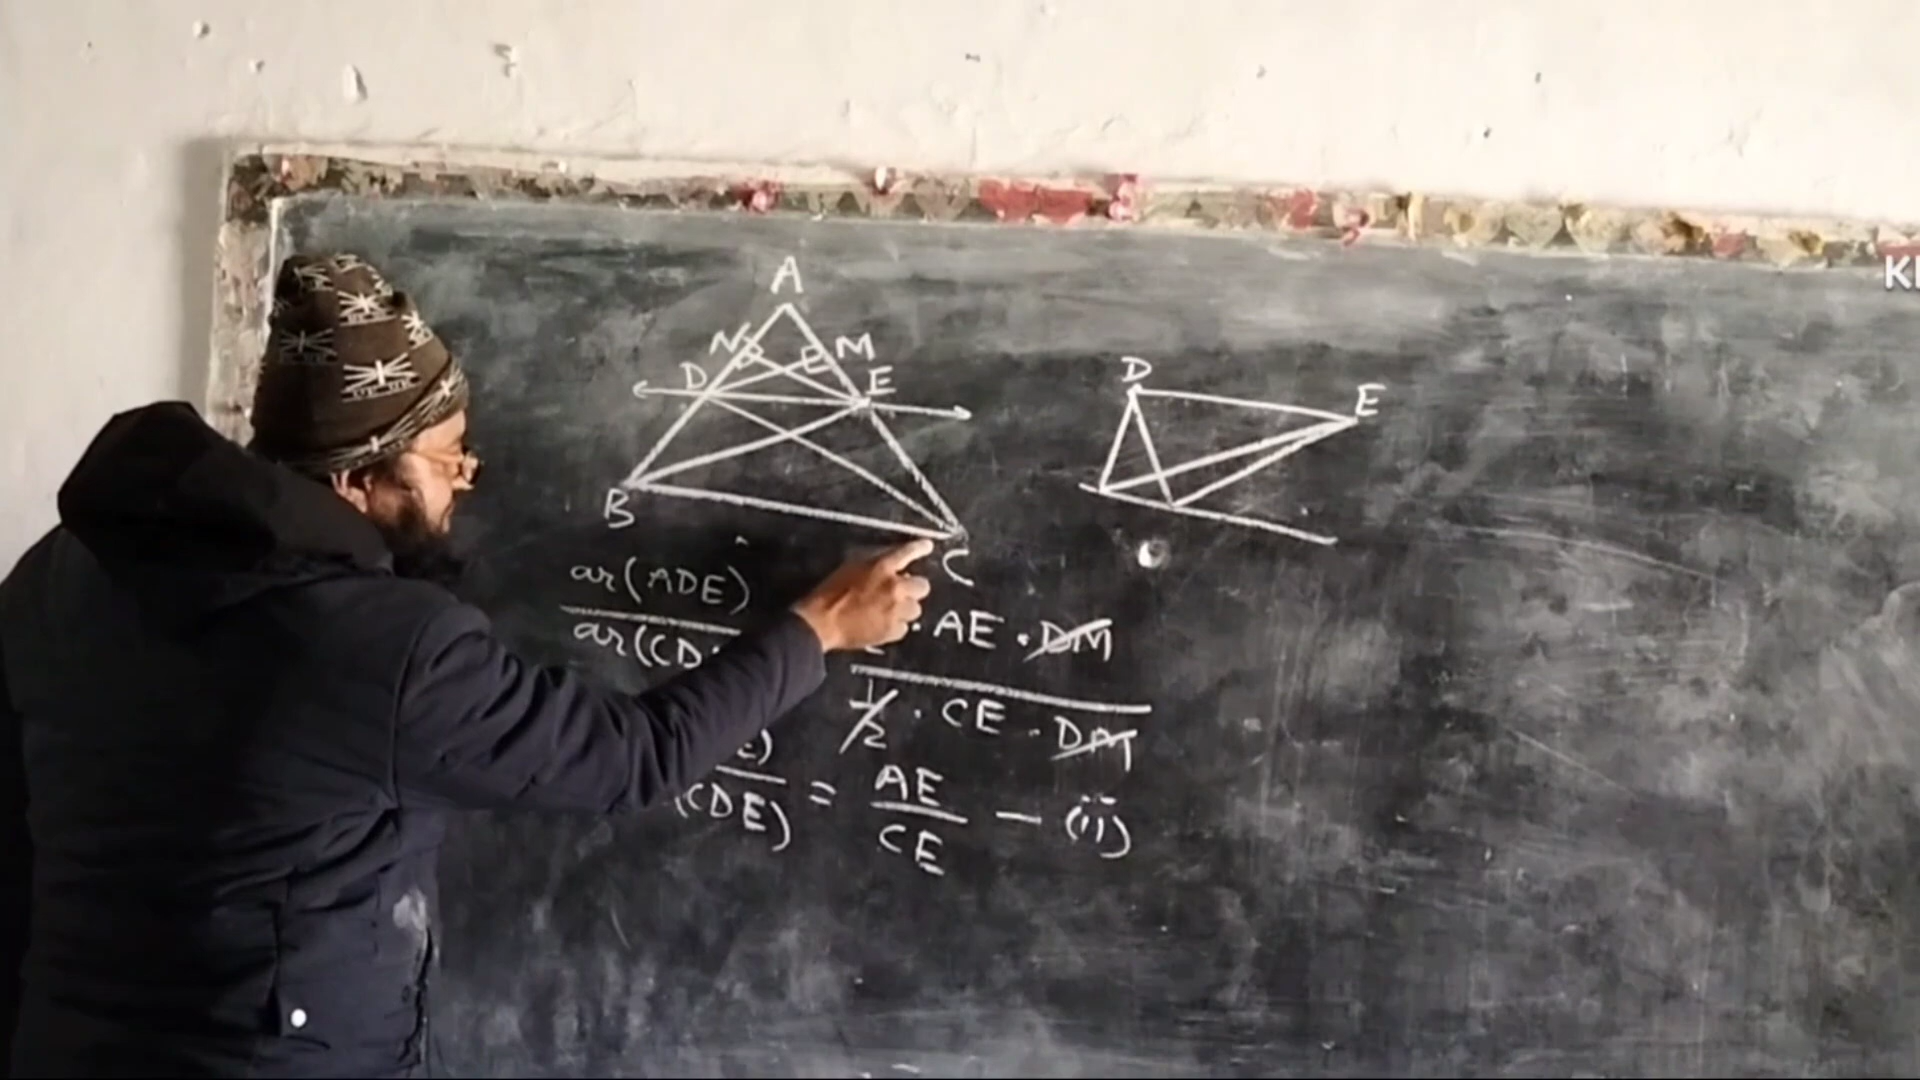 A
N M
D E
B
C
D
E
ar(ADE)
ar(CD
. AE . DM
1/2 . CE . DM
E)
(CDE) = AE/CE — (ii)